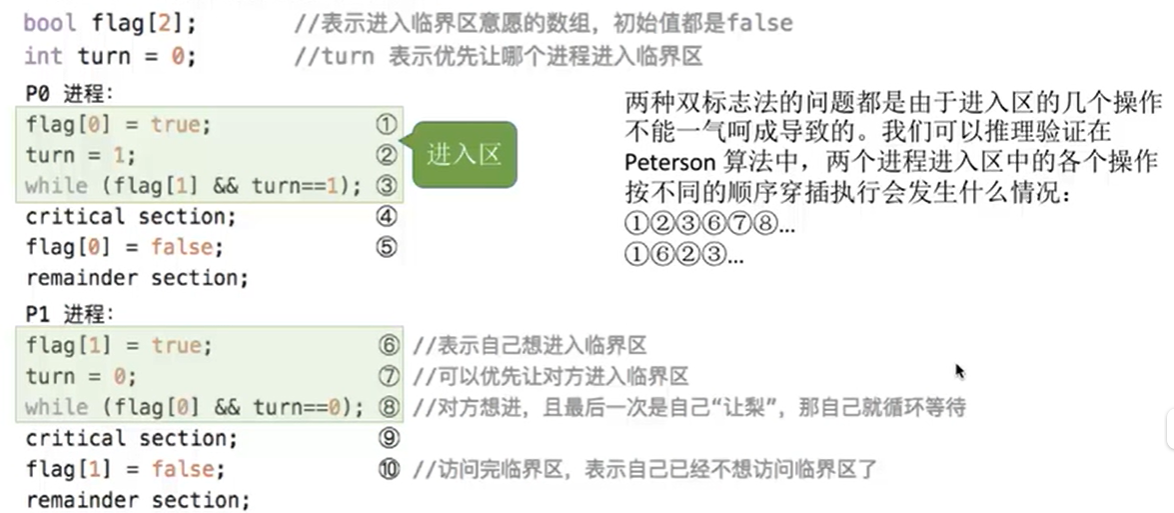 bool flag[2];    //表示进入临界区意愿的数组，初始值都是false
int turn = 0;    //turn 表示优先让哪个进程进入临界区
P0 进程：
flag[0] = true;    ①
turn = 1;    ②
while (flag[1] && turn==1);    ③
critical section;    ④
flag[0] = false;    ⑤
remainder section;
进入区
两种双标志法的问题都是由于进入区的几个操作
不能一气呵成导致的。我们可以推理验证在
Peterson 算法中，两个进程进入区中的各个操作
按不同的顺序穿插执行会发生什么情况：
①②③⑥⑦⑧...
①⑥②③...
P1 进程：
flag[1] = true;    ⑥ //表示自己想进入临界区
turn = 0;    ⑦ //可以优先让对方进入临界区
while (flag[0] && turn==0);    ⑧ //对方想进，且最后一次是自己“让梨”，那自己就循环等待
critical section;    ⑨
flag[1] = false;    ⑩ //访问完临界区，表示自己已经不想访问临界区了
remainder section;